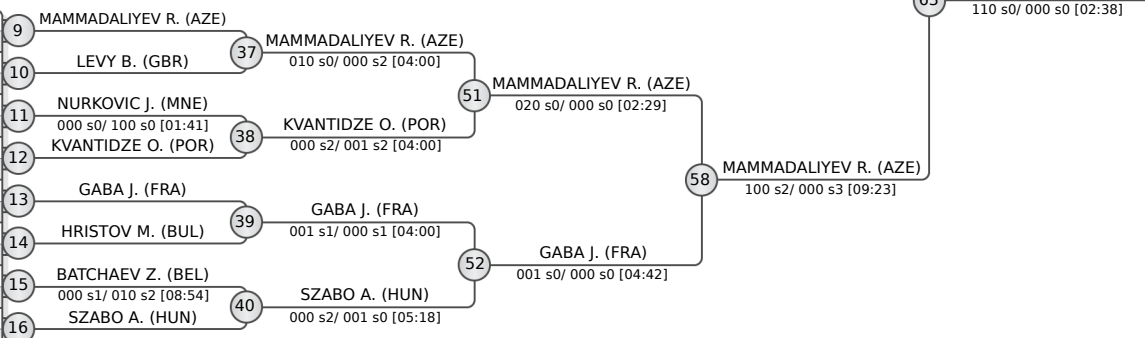 63
110 s0/ 000 s0 [02:38]
9
MAMMADALIYEV R. (AZE)
37
MAMMADALIYEV R. (AZE)
010 s0/ 000 s2 [04:00]
10
LEVY B. (GBR)
51
MAMMADALIYEV R. (AZE)
020 s0/ 000 s0 [02:29]
11
NURKOVIC J. (MNE)
000 s0/ 100 s0 [01:41]
38
KVANTIDZE O. (POR)
000 s2/ 001 s2 [04:00]
12
KVANTIDZE O. (POR)
58
MAMMADALIYEV R. (AZE)
100 s2/ 000 s3 [09:23]
13
GABA J. (FRA)
39
GABA J. (FRA)
001 s1/ 000 s1 [04:00]
14
HRISTOV M. (BUL)
52
GABA J. (FRA)
001 s0/ 000 s0 [04:42]
15
BATCHAEV Z. (BEL)
000 s1/ 010 s2 [08:54]
40
SZABO A. (HUN)
000 s2/ 001 s0 [05:18]
16
SZABO A. (HUN)